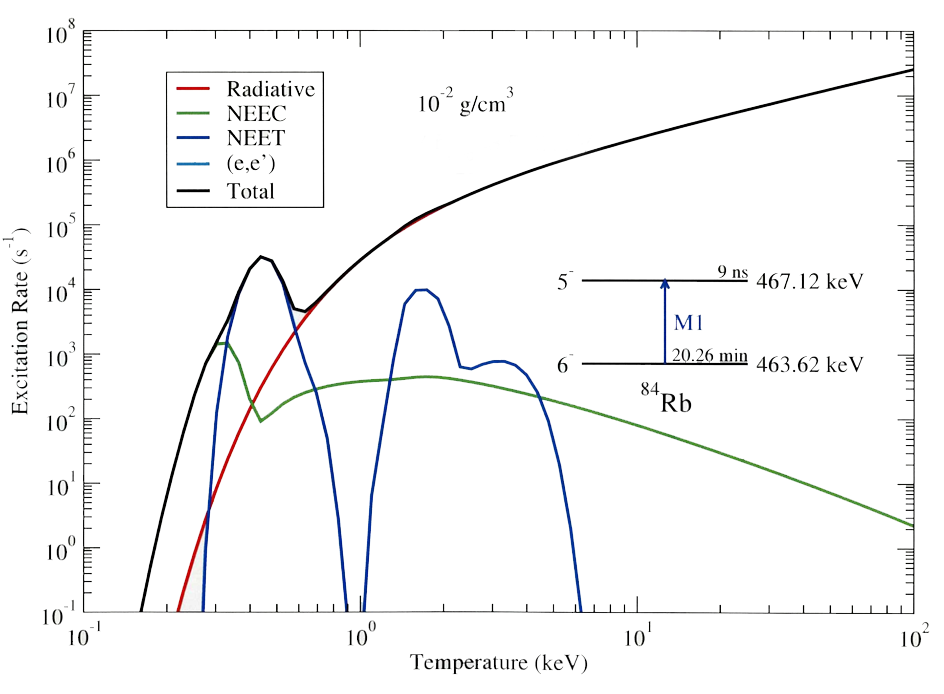 10⁸
10⁷
10⁶
10⁵
10⁴
10³
10²
10¹
10⁰
10⁻¹
Excitation Rate (s⁻¹)
Radiative
NEEC
NEET
(e,e’)
Total
10⁻² g/cm³
5⁻ 9 ns 467.12 keV
M1
6⁻ 20.26 min 463.62 keV
⁸⁴Rb
10⁻¹ 10⁰ 10¹ 10²
Temperature (keV)